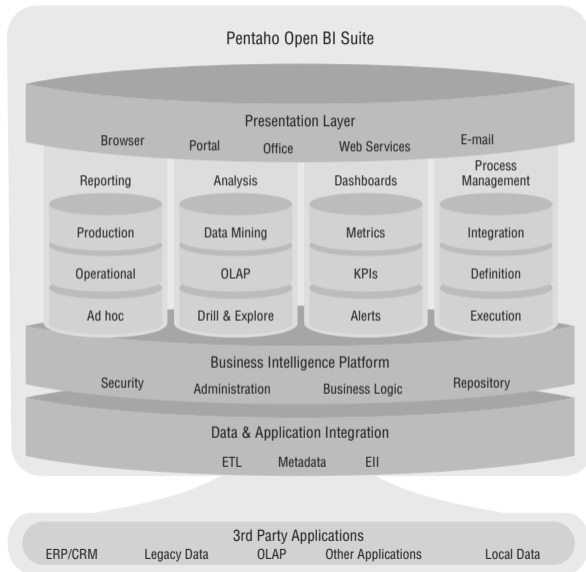 Pentaho Open BI Suite
Presentation Layer
Browser Portal Office Web Services E-mail
Reporting Analysis Dashboards Process Management
Production Data Mining Metrics Integration
Operational OLAP KPIs Definition
Ad hoc Drill & Explore Alerts Execution
Business Intelligence Platform
Security Administration Business Logic Repository
Data & Application Integration
ETL Metadata EII
3rd Party Applications
ERP/CRM Legacy Data OLAP Other Applications Local Data